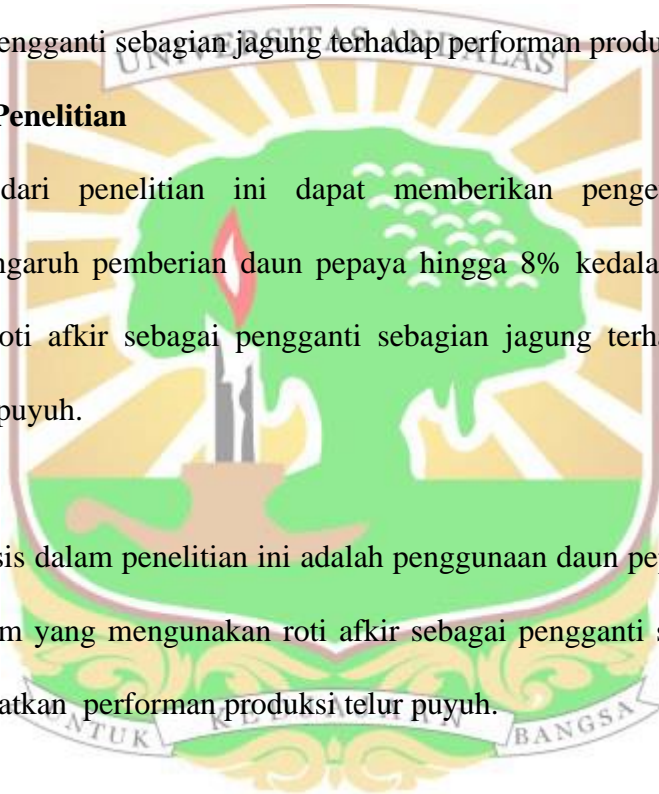 engganti sebagian jagung terhadap performan produ
UNIVERSITAS ANDALAS
Penelitian
dari penelitian ini dapat memberikan penge
ngaruh pemberian daun pepaya hingga 8% kedala
oti afkir sebagai pengganti sebagian jagung terha
puyuh.
sis dalam penelitian ini adalah penggunaan daun pe
m yang mengunakan roti afkir sebagai pengganti s
atkan performan produksi telur puyuh.
UNTUK KEDJAJAAN BANGSA